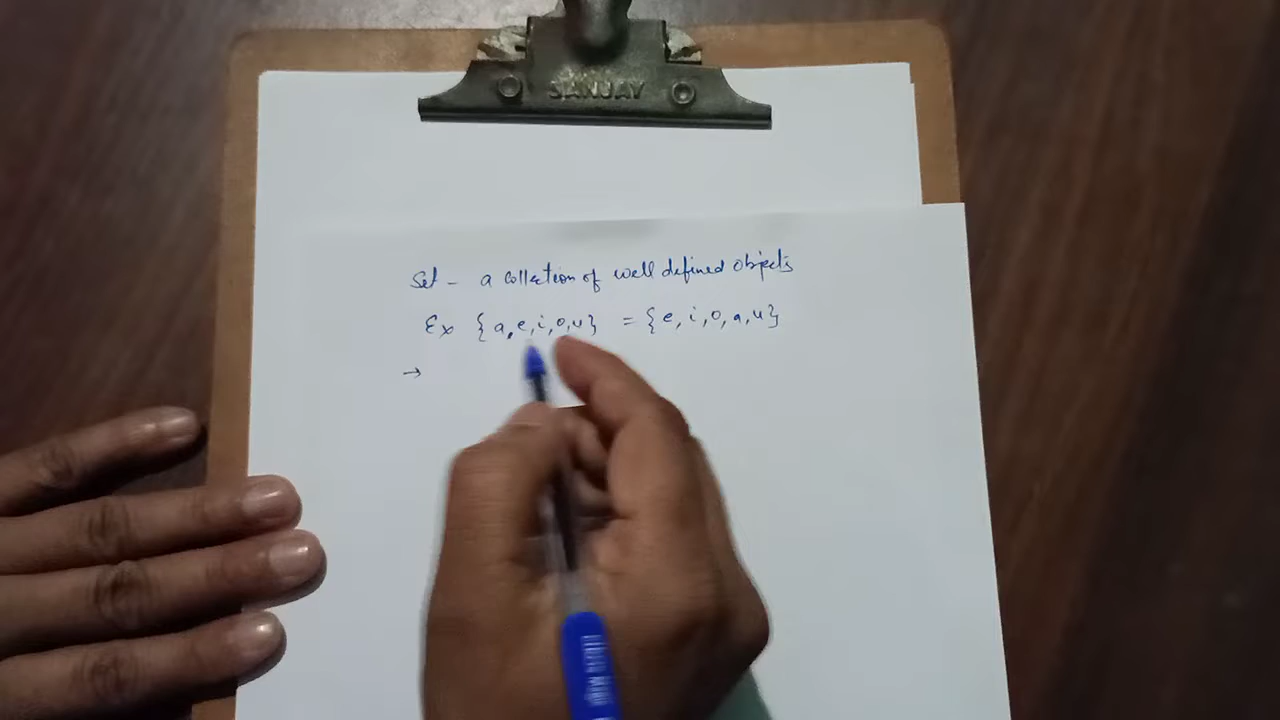 SANJAY
Set - a collection of well defined objects
Ex {a, e, i, o, u} = {e, i, o, a, u}
→